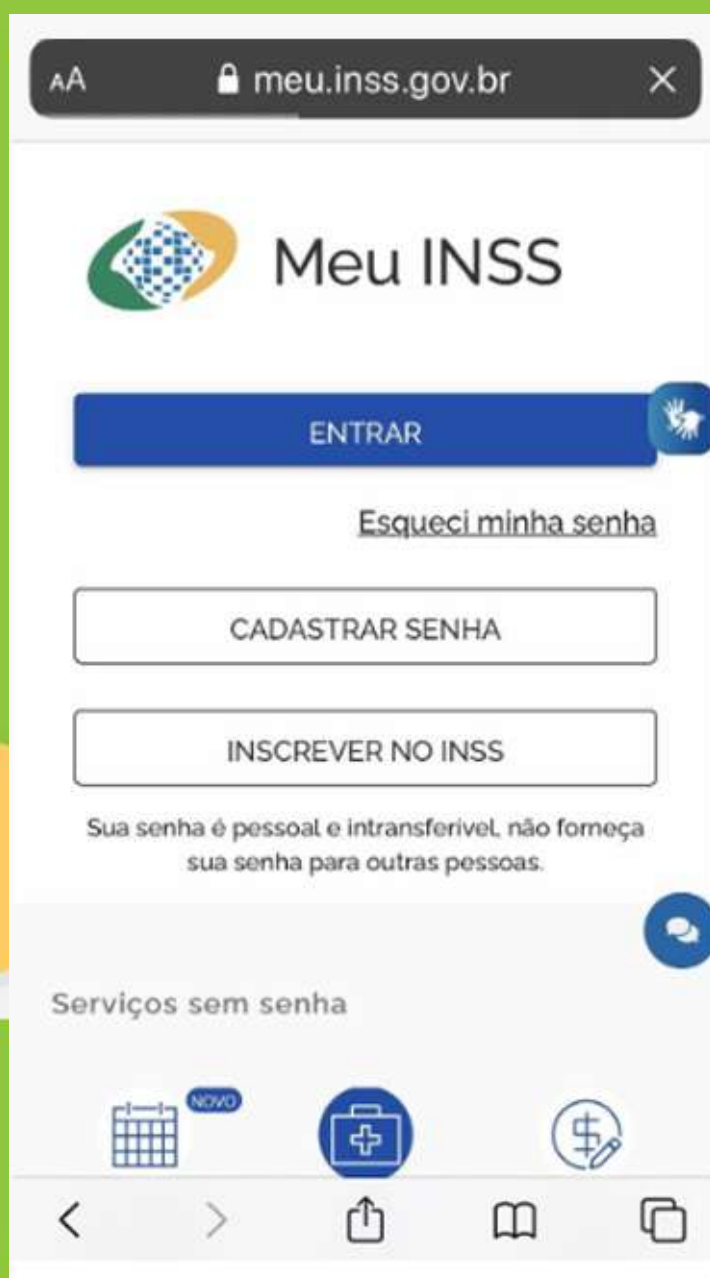 AA
meu.inss.gov.br
Meu INSS
ENTRAR
Esqueci minha senha
CADASTRAR SENHA
INSCREVER NO INSS
Sua senha é pessoal e intransferivel, não forneça
sua senha para outras pessoas.
Serviços sem senha
NOVO